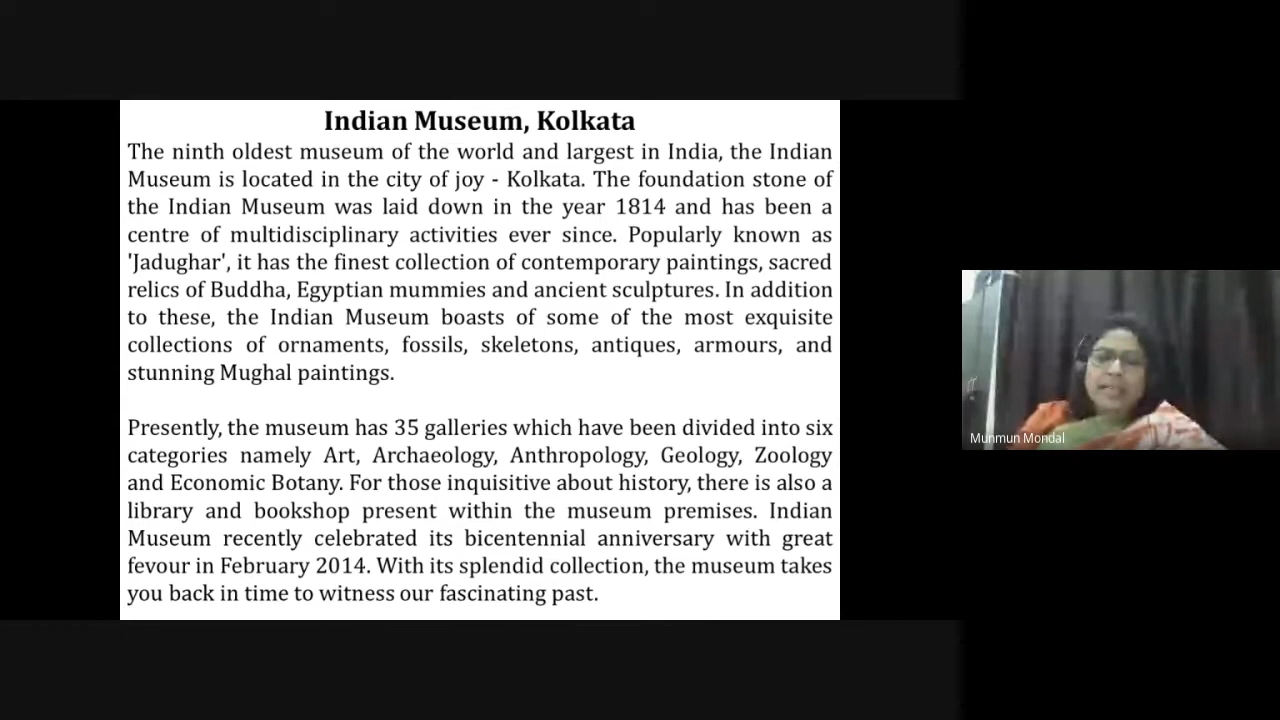 Indian Museum, Kolkata
The ninth oldest museum of the world and largest in India, the Indian
Museum is located in the city of joy - Kolkata. The foundation stone of
the Indian Museum was laid down in the year 1814 and has been a
centre of multidisciplinary activities ever since. Popularly known as
'Jadughar', it has the finest collection of contemporary paintings, sacred
relics of Buddha, Egyptian mummies and ancient sculptures. In addition
to these, the Indian Museum boasts of some of the most exquisite
collections of ornaments, fossils, skeletons, antiques, armours, and
stunning Mughal paintings.
Presently, the museum has 35 galleries which have been divided into six
categories namely Art, Archaeology, Anthropology, Geology, Zoology
and Economic Botany. For those inquisitive about history, there is also a
library and bookshop present within the museum premises. Indian
Museum recently celebrated its bicentennial anniversary with great
fevour in February 2014. With its splendid collection, the museum takes
you back in time to witness our fascinating past.
Munmun Mondal